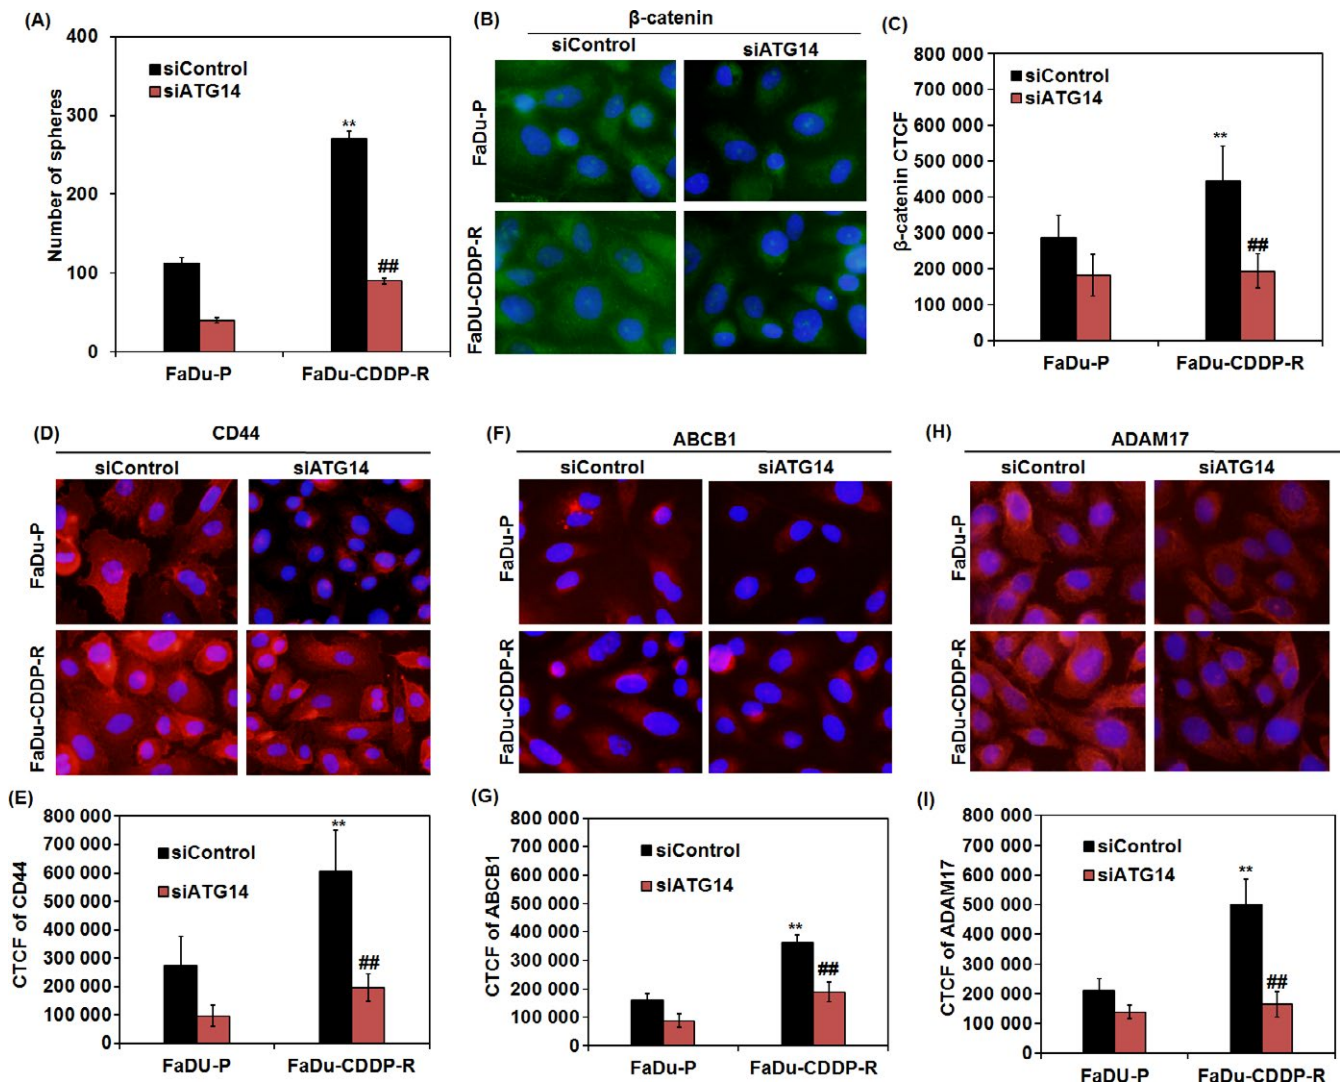 (A)
400
300
200
100
0
Number of spheres
siControl
siATG14
**
##
FaDu-P
FaDu-CDDP-R
(B)
β-catenin
siControl
siATG14
FaDu-P
FaDU-CDDP-R
(C)
800 000
700 000
600 000
500 000
400 000
300 000
200 000
100 000
0
β-catenin CTCF
siControl
siATG14
**
##
FaDu-P
FaDu-CDDP-R
(D)
CD44
sIControl
sIATG14
FaDu-P
FaDu-CDDP-R
(F)
ABCB1
siControl
siATG14
FaDu-P
FaDu-CDDP-R
(H)
ADAM17
siControl
siATG14
FaDu-P
FaDu-CDDP-R
(E)
800 000
700 000
600 000
500 000
400 000
300 000
200 000
100 000
0
CTCF of CD44
siControl
siATG14
**
##
FaDU-P
FaDu-CDDP-R
(G)
800 000
700 000
600 000
500 000
400 000
300 000
200 000
100 000
0
CTCF of ABCB1
siControl
sIATG14
**
##
FaDu-P
FaDu-CDDP-R
(I)
800 000
700 000
600 000
500 000
400 000
300 000
200 000
100 000
0
CTCF of ADAM17
siControl
siATG14
**
##
FaDu-P
FaDu-CDDP-R